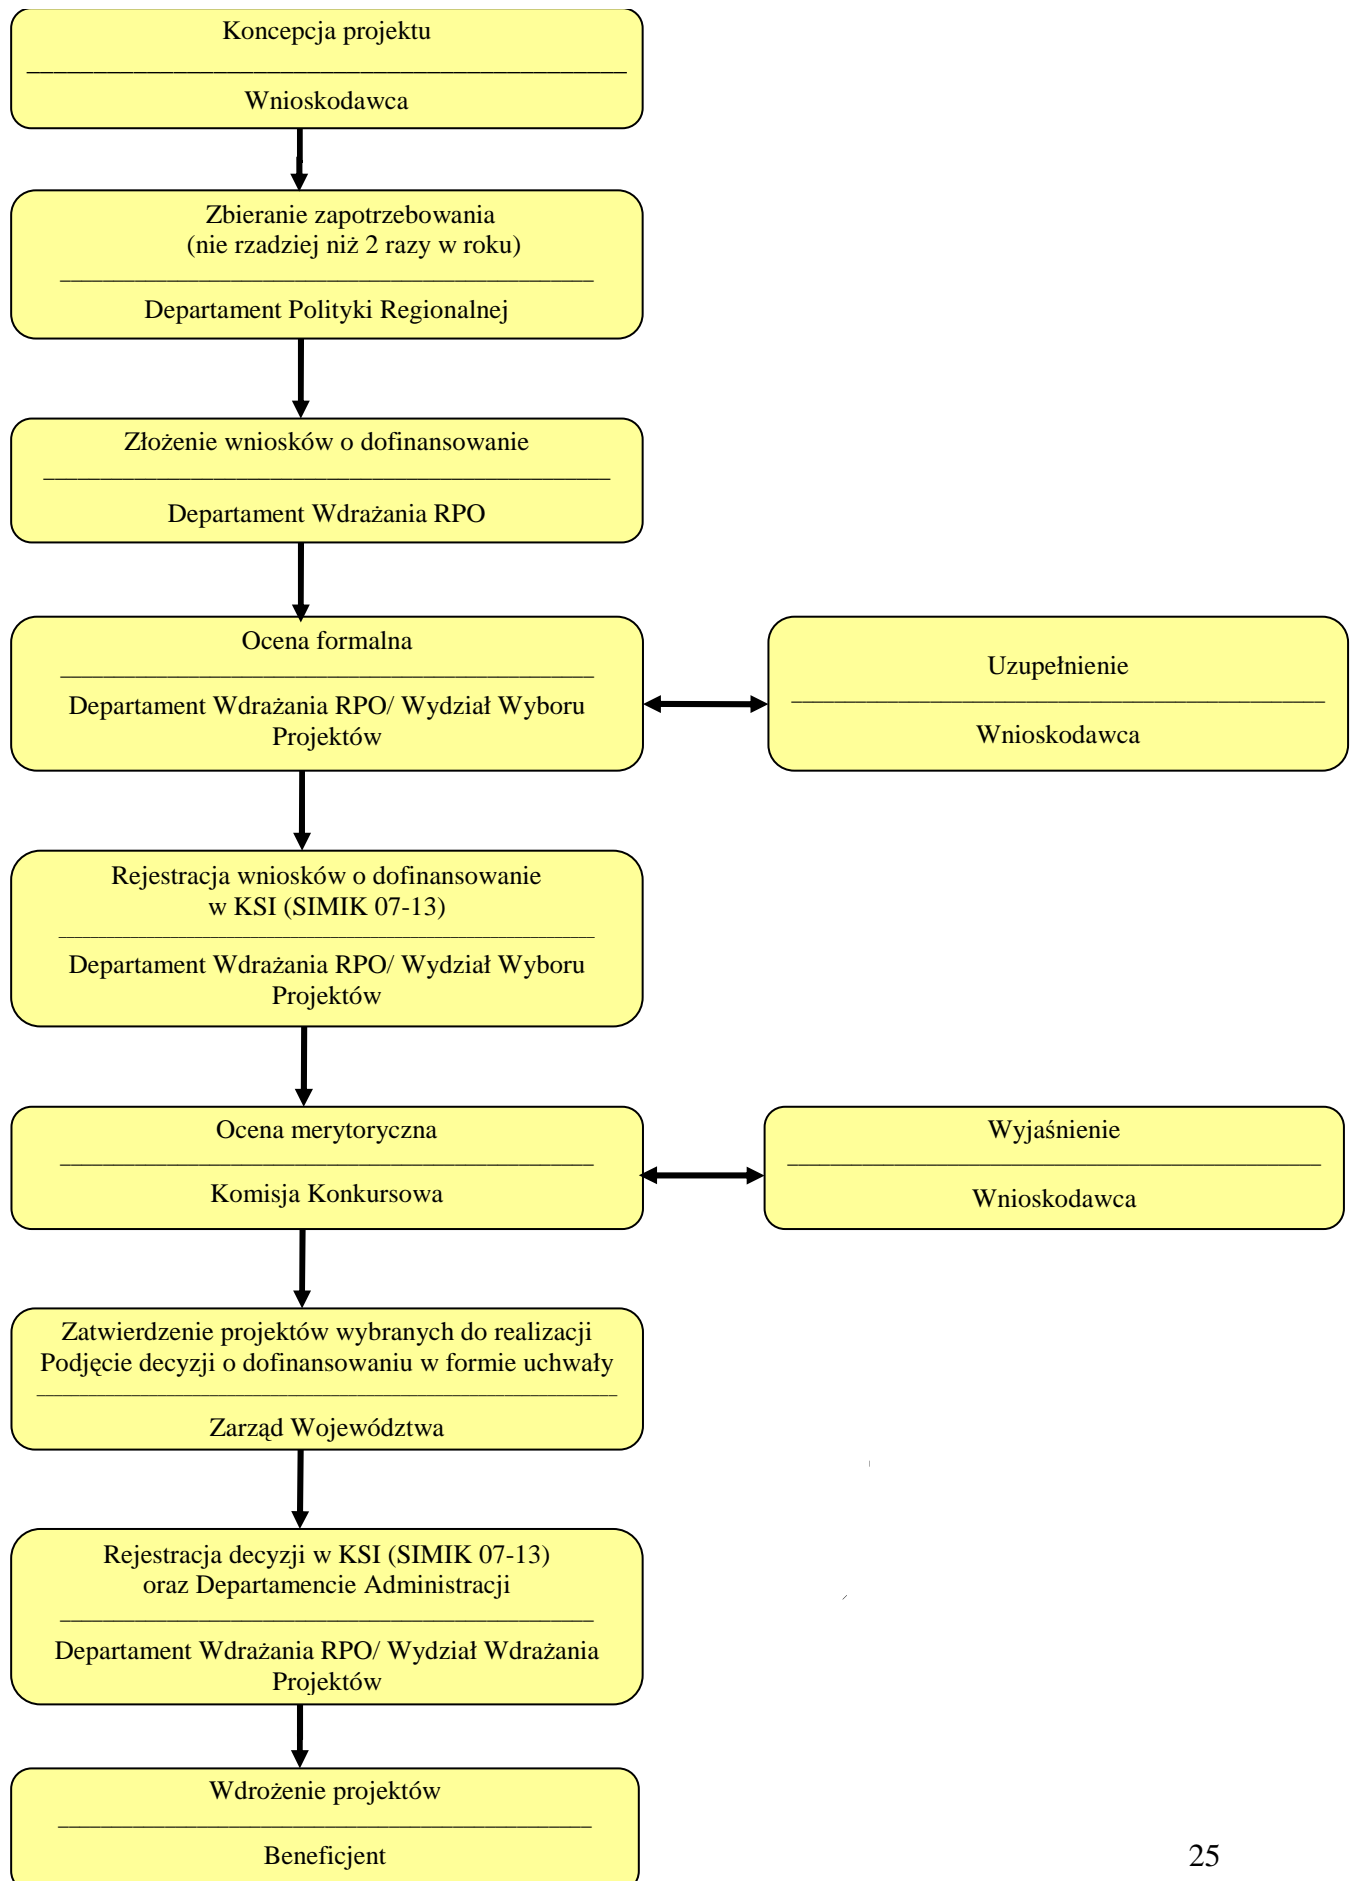 Koncepcja projektu
Wnioskodawca
Zbieranie zapotrzebowania
(nie rzadziej niż 2 razy w roku)
Departament Polityki Regionalnej
Złożenie wniosków o dofinansowanie
Departament Wdrażania RPO
Ocena formalna
Departament Wdrażania RPO/ Wydział Wyboru
Projektów
Uzupełnienie
Wnioskodawca
Rejestracja wniosków o dofinansowanie
w KSI (SIMIK 07-13)
Departament Wdrażania RPO/ Wydział Wyboru
Projektów
Ocena merytoryczna
Komisja Konkursowa
Wyjaśnienie
Wnioskodawca
Zatwierdzenie projektów wybranych do realizacji
Podjęcie decyzji o dofinansowaniu w formie uchwały
Zarząd Województwa
Rejestracja decyzji w KSI (SIMIK 07-13)
oraz Departamencie Administracji
Departament Wdrażania RPO/ Wydział Wdrażania
Projektów
Wdrożenie projektów
Beneficjent
25